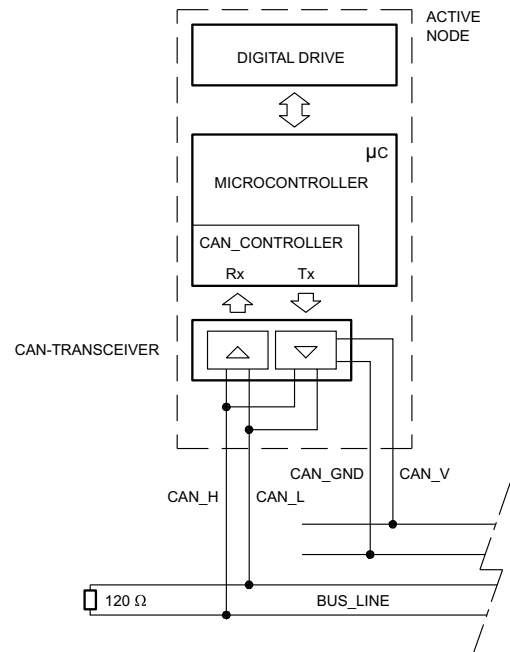 ACTIVE
NODE
DIGITAL DRIVE
µC
MICROCONTROLLER
CAN_CONTROLLER
Rx Tx
CAN-TRANSCEIVER
CAN_GND CAN_V
CAN_H CAN_L
120 Ω BUS_LINE